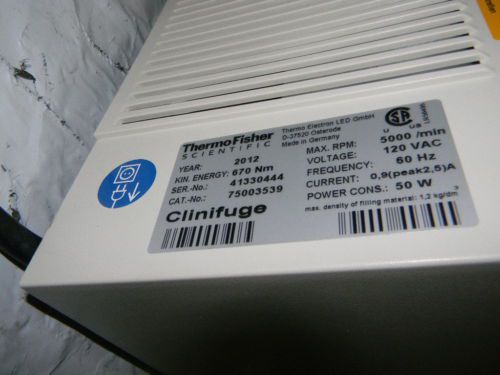 ThermoFisher
SCIENTIFIC
Thermo Electron LED GmbH
D-37520 Osterode
Made in Germany
YEAR: 2012
KIN. ENERGY: 670 Nm
SER.-No.: 41330444
CAT.-No.: 75003539
MAX. RPM: 5000 /min
VOLTAGE: 120 VAC
FREQUENCY: 60 Hz
CURRENT: 0,9(peak2,5)A
POWER CONS.: 50 W
Clinifuge
max. density of filling material: 1,2 kg/dm³
C US